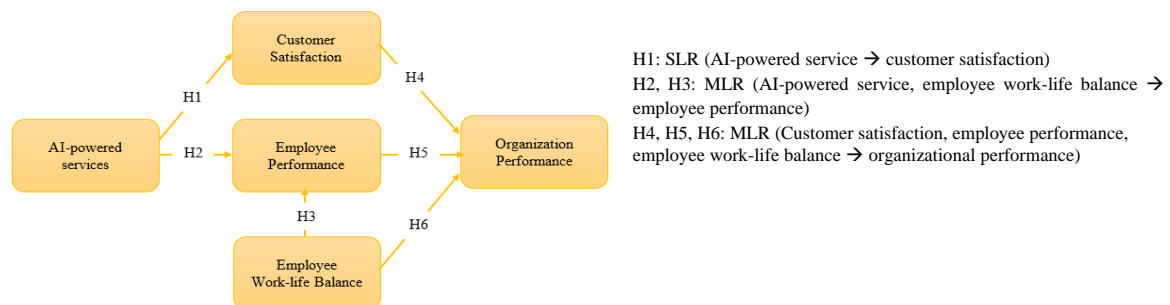 Customer
Satisfaction
H1: SLR (AI-powered service → customer satisfaction)
H2, H3: MLR (AI-powered service, employee work-life balance →
employee performance)
H4, H5, H6: MLR (Customer satisfaction, employee performance,
employee work-life balance → organizational performance)
H1
H4
AI-powered
services
H2
Employee
Performance
H5
Organization
Performance
H3
H6
Employee
Work-life Balance